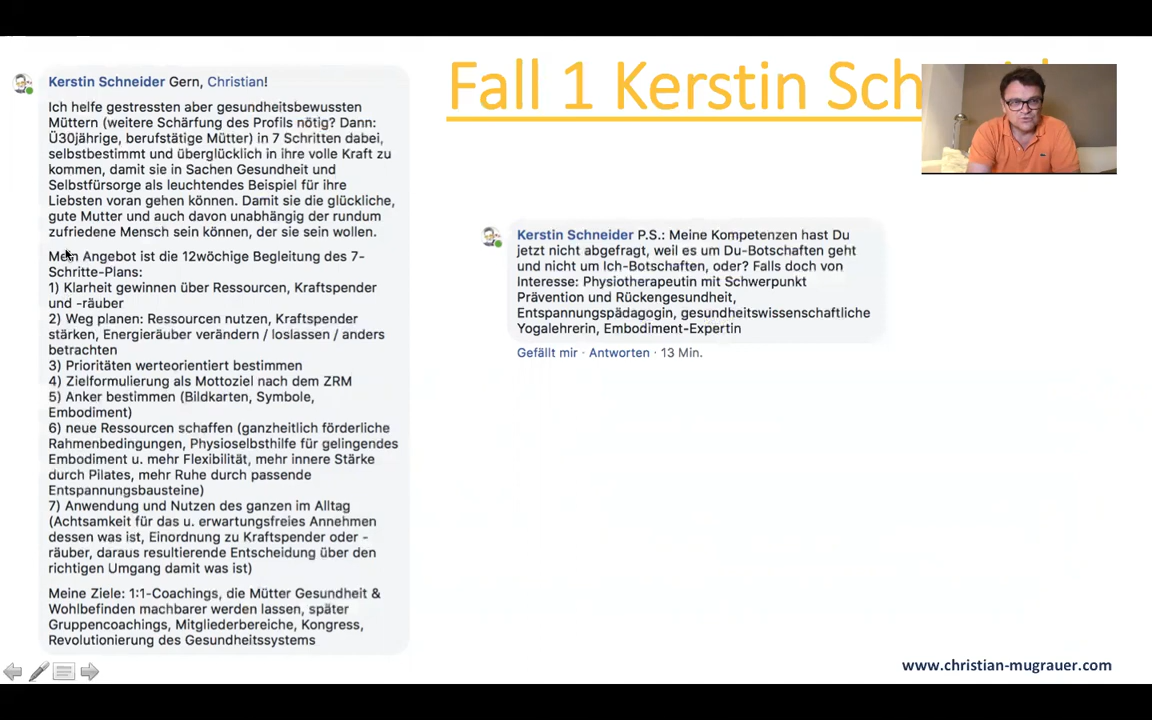 Fall 1 Kerstin Sch
Kerstin Schneider Gern, Christian!
Ich helfe gestressten aber gesundheitsbewussten
Müttern (weitere Schärfung des Profils nötig? Dann:
Ü30jährige, berufstätige Mütter) in 7 Schritten dabei,
selbstbestimmt und überglücklich in ihre volle Kraft zu
kommen, damit sie in Sachen Gesundheit und
Selbstfürsorge als leuchtendes Beispiel für ihre
Liebsten voran gehen können. Damit sie die glückliche,
gute Mutter und auch davon unabhängig der rundum
zufriedene Mensch sein können, der sie sein wollen.
Mein Angebot ist die 12wöchige Begleitung des 7-
Schritte-Plans:
1) Klarheit gewinnen über Ressourcen, Kraftspender
und -räuber
2) Weg planen: Ressourcen nutzen, Kraftspender
stärken, Energieräuber verändern / loslassen / anders
betrachten
3) Prioritäten werteorientiert bestimmen
4) Zielformulierung als Mottoziel nach dem ZRM
5) Anker bestimmen (Bildkarten, Symbole,
Embodiment)
6) neue Ressourcen schaffen (ganzheitlich förderliche
Rahmenbedingungen, Physioselbsthilfe für gelingendes
Embodiment u. mehr Flexibilität, mehr innere Stärke
durch Pilates, mehr Ruhe durch passende
Entspannungsbausteine)
7) Anwendung und Nutzen des ganzen im Alltag
(Achtsamkeit für das u. erwartungsfreies Annehmen
dessen was ist, Einordnung zu Kraftspender oder -
räuber, daraus resultierende Entscheidung über den
richtigen Umgang damit was ist)
Meine Ziele: 1:1-Coachings, die Mütter Gesundheit &
Wohlbefinden machbarer werden lassen, später
Gruppencoachings, Mitgliederbereiche, Kongress,
Revolutionierung des Gesundheitssystems
Kerstin Schneider P.S.: Meine Kompetenzen hast Du
jetzt nicht abgefragt, weil es um Du-Botschaften geht
und nicht um Ich-Botschaften, oder? Falls doch von
Interesse: Physiotherapeutin mit Schwerpunkt
Prävention und Rückengesundheit,
Entspannungspädagogin, gesundheitswissenschaftliche
Yogalehrerin, Embodiment-Expertin
Gefällt mir · Antworten · 13 Min.
www.christian-mugrauer.com